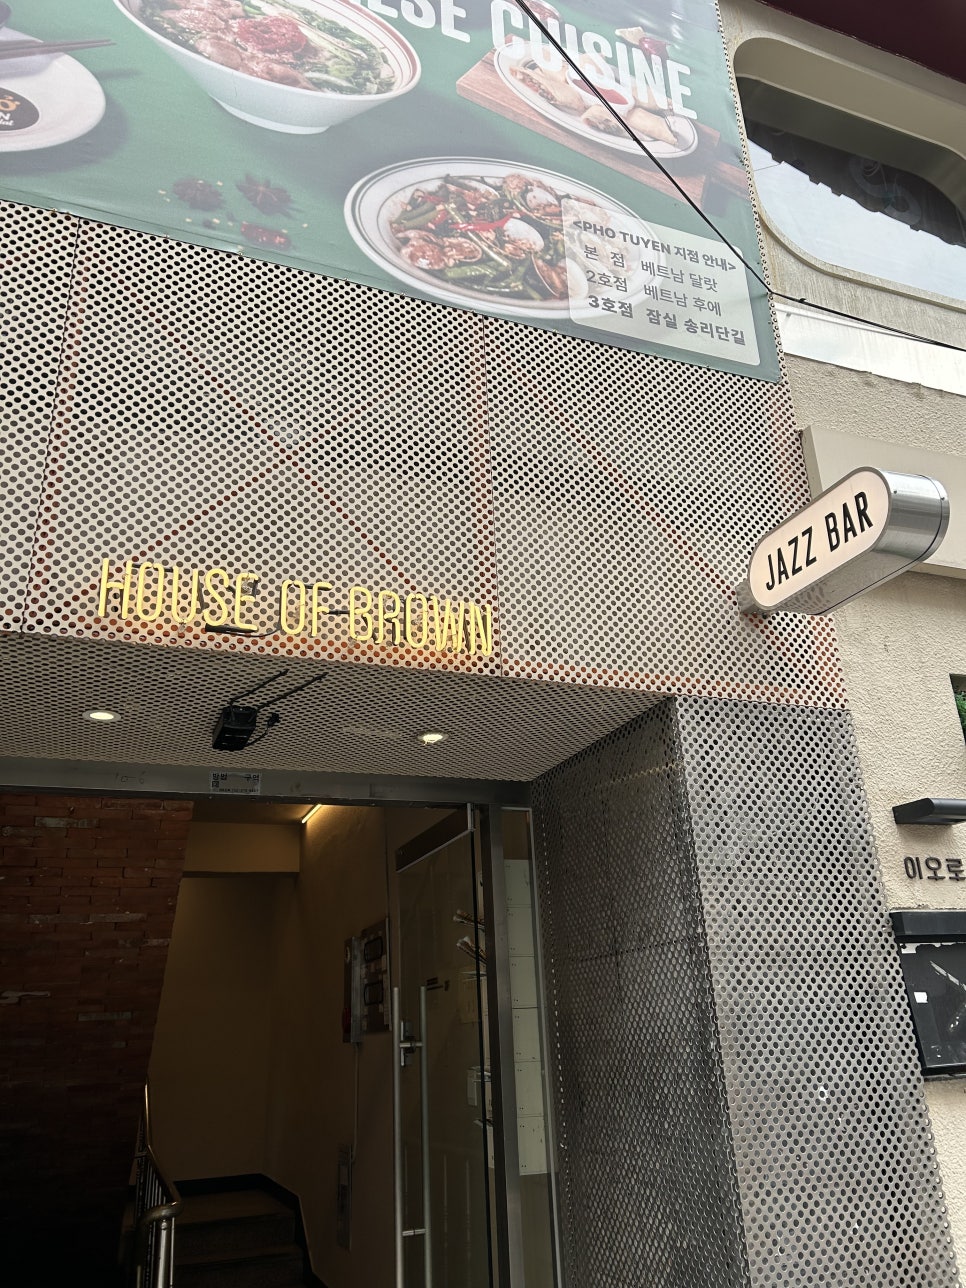 CUISINE
<PHO TUYEN 지점 안내>
본 점 베트남 달랏
2호점 베트남 후에
3호점 잠실 송리단길
JAZZ BAR
HOUSE OF BROWN
이오로